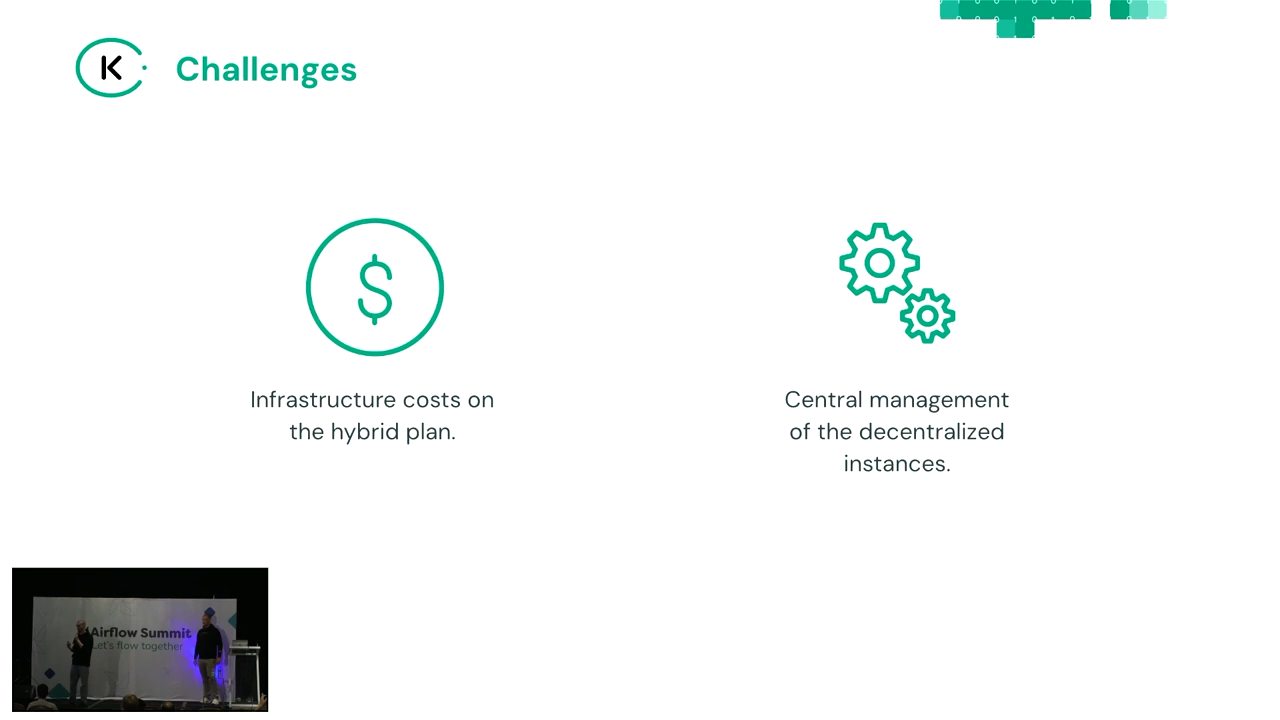 K
Challenges
Infrastructure costs on
the hybrid plan.
Central management
of the decentralized
instances.
Airflow Summit
Let's flow together